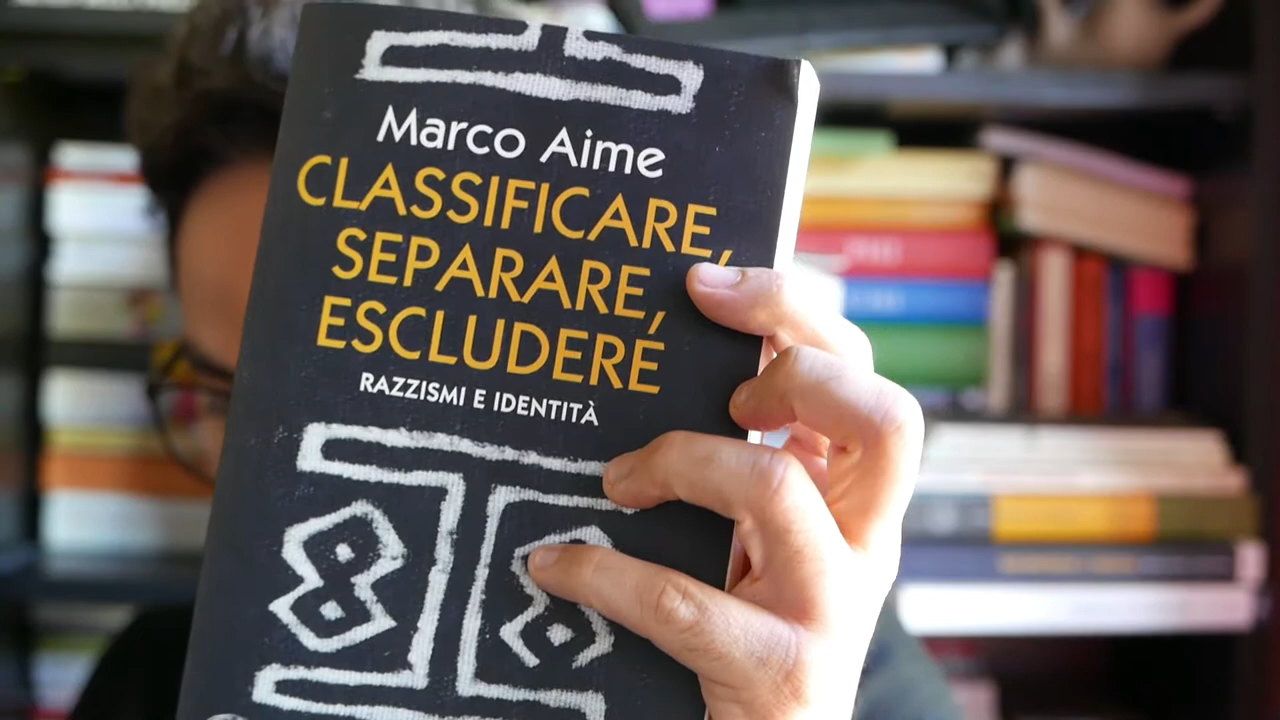 Marco Aime
CLASSIFICARE,
SEPARARE,
ESCLUDERE
RAZZISMI E IDENTITÀ